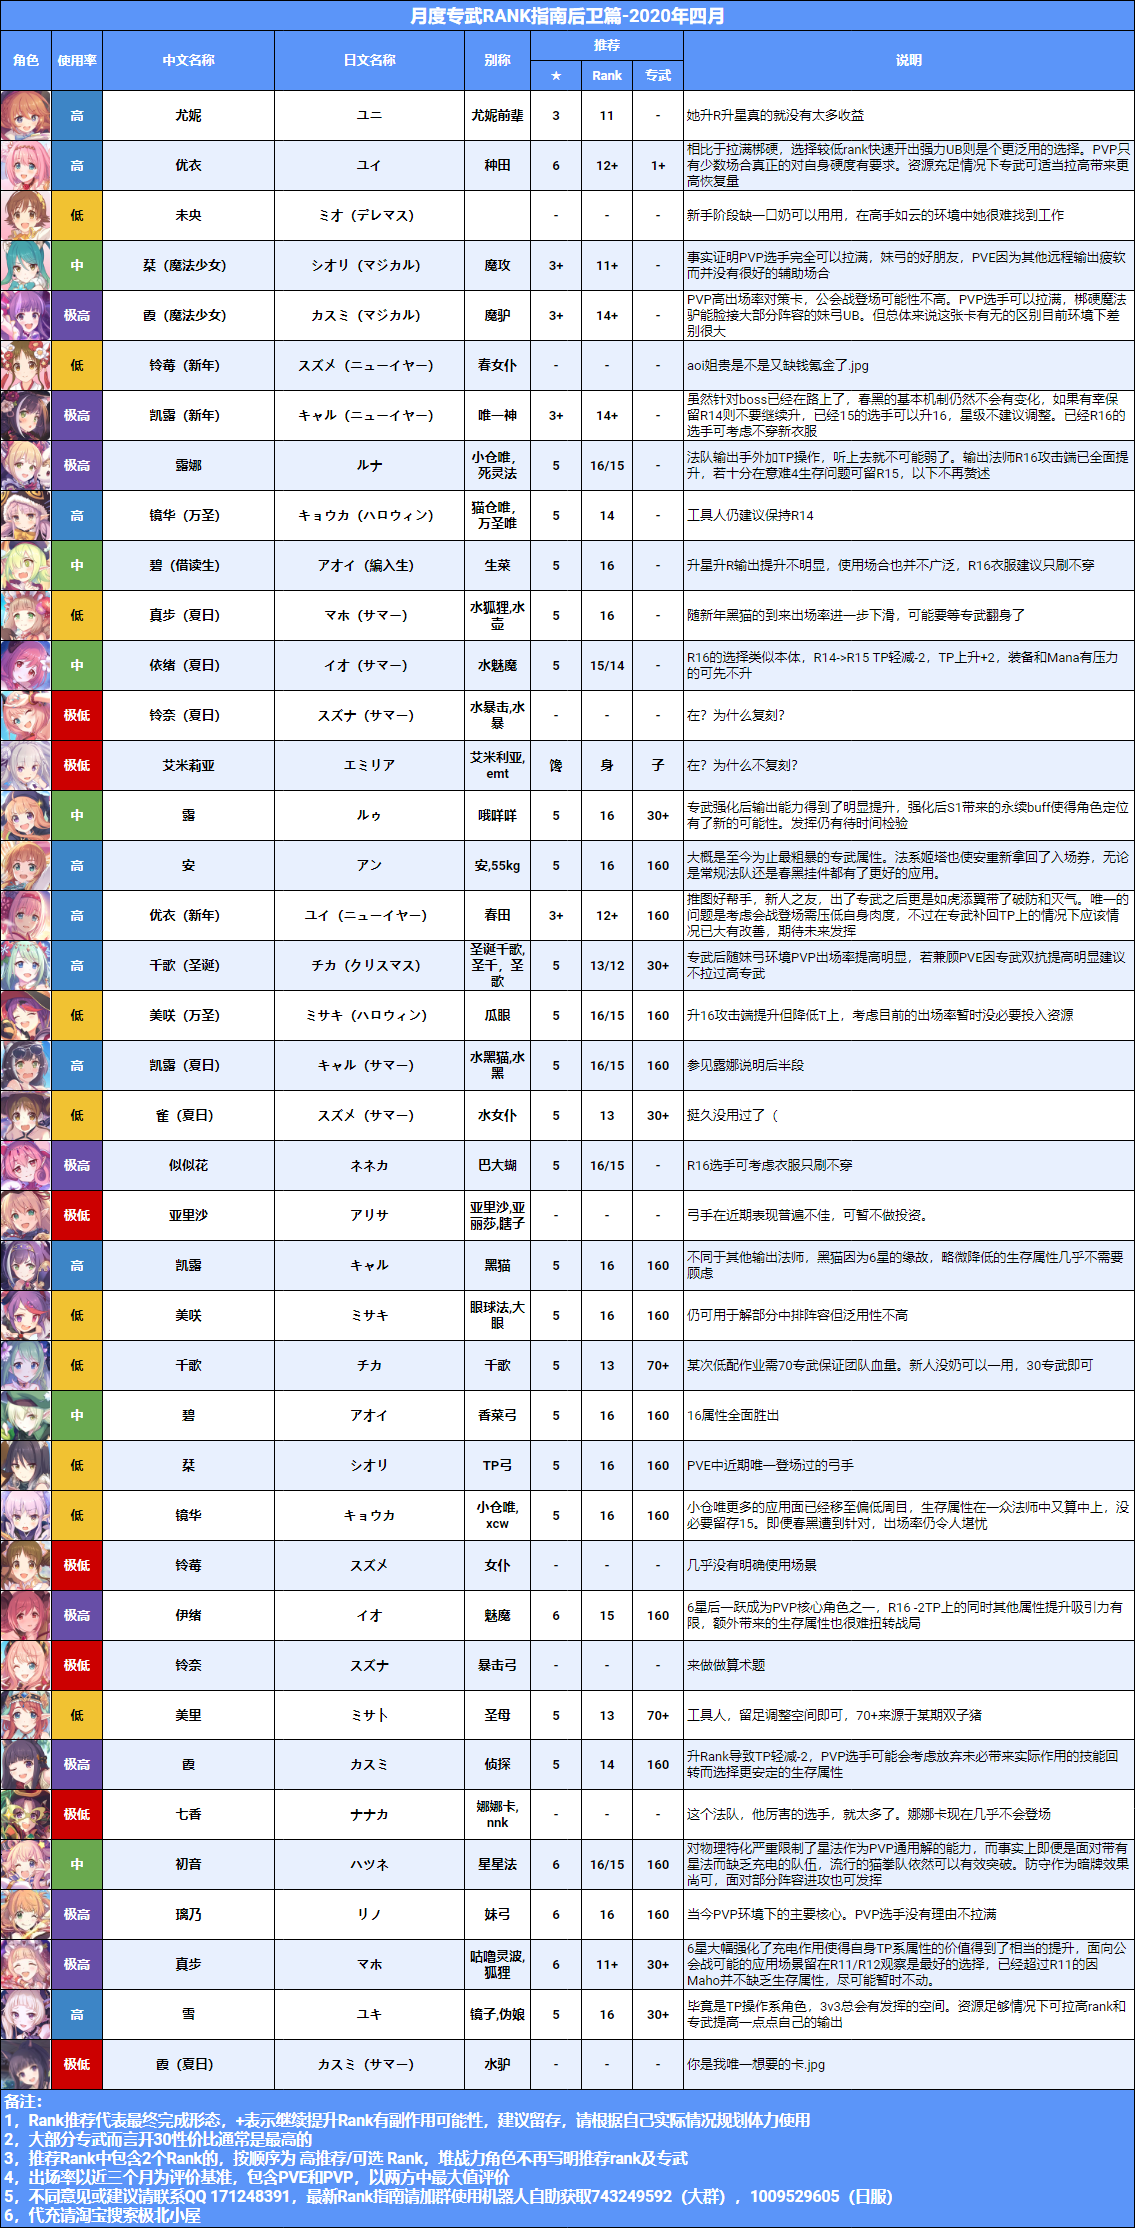 月度专武RANK指南后卫篇-2020年四月
角色 使用率 中文名称 日文名称 别称 推荐 说明
★ Rank 专武
高 尤妮 ユニ 尤妮前辈 3 11 - 她升R升星真的就没有太多收益
高 优衣 ユイ 种田 6 12+ 1+ 相比于拉满梆硬，选择较低rank快速开出强力UB则是个更泛用的选择。PVP只
有少数场合真正的对自身硬度有要求。资源充足情况下专武可适当拉高带来更
高恢复量
低 未央 ミオ（デレマス） - - - 新手阶段缺一口奶可以用用，在高手如云的环境中她很难找到工作
中 栞（魔法少女） シオリ（マジカル） 魔攻 3+ 11+ - 事实证明PVP选手完全可以拉满，妹弓的好朋友，PVE因为其他远程输出疲软
而并没有很好的辅助场合
极高 霞（魔法少女） カスミ（マジカル） 魔驴 3+ 14+ - PVP高出场率对策卡，公会战登场可能性不高。PVP选手可以拉满，梆硬魔法
驴能脸接大部分阵容的妹弓UB。但总体来说这张卡有无的区别目前环境下差
别很大
低 铃莓（新年） スズメ（ニューイヤー） 春女仆 - - - aoi姐贵是不是又缺钱氪金了.jpg
极高 凯露（新年） キャル（ニューイヤー） 唯一神 3+ 14+ - 虽然针对boss已经在路上了，春黑的基本机制仍然不会有变化，如果有幸保
留R14则不要继续升，已经15的选手可以升16，星级不建议调整。已经R16的
选手可考虑不穿新衣服
极高 露娜 ルナ 小仓唯，
死灵法 5 16/15 - 法队输出手外加TP操作，听上去就不可能弱了。输出法师R16攻击端已全面提
升，若十分在意难4生存问题可留R15，以下不再赘述
高 镜华（万圣） キョウカ（ハロウィン） 猫仓唯，
万圣唯 5 14 - 工具人仍建议保持R14
中 碧（借读生） アオイ（編入生） 生菜 5 16 - 升星升R输出提升不明显，使用场合也并不广泛，R16衣服建议只刷不穿
低 真步（夏日） マホ（サマー） 水狐狸,水
壶 5 16 - 随新年黑猫的到来出场率进一步下滑，可能要等专武翻身了
中 依绪（夏日） イオ（サマー） 水魅魔 5 15/14 - R16的选择类似本体，R14->R15 TP轻减-2，TP上升+2，装备和Mana有压力
的可先不升
极低 铃奈（夏日） スズナ（サマー） 水暴击,水
暴 - - - 在？为什么复刻？
极低 艾米莉亚 エミリア 艾米利亚,
emt 馋 身 子 在？为什么不复刻？
中 露 ルゥ 哦咩咩 5 16 30+ 专武强化后输出能力得到了明显提升，强化后S1带来的永续buff使得角色定位
有了新的可能性。发挥仍有待时间检验
高 安 アン 安,55kg 5 16 160 大概是至今为止最粗暴的专武属性。法系姬塔也使安重新拿回了入场券，无论
是常规法队还是春黑挂件都有了更好的应用。
高 优衣（新年） ユイ（ニューイヤー） 春田 3+ 12+ 160 推图好帮手，新人之友，出了专武之后更是如虎添翼带了破防和灭气。唯一的
问题是考虑会战登场需压低自身肉度，不过在专武补回TP上的情况下应该情
况已大有改善，期待未来发挥
高 千歌（圣诞） チカ（クリスマス） 圣诞千歌,
圣千，圣
歌 5 13/12 30+ 专武后随妹弓环境PVP出场率提高明显，若兼顾PVE因专武双抗提高明显建议
不拉过高专武
低 美咲（万圣） ミサキ（ハロウィン） 瓜眼 5 16/15 160 升16攻击端提升但降低T上，考虑目前的出场率暂时没必要投入资源
高 凯露（夏日） キャル（サマー） 水黑猫,水
黑 5 16/15 160 参见露娜说明后半段
低 雀（夏日） スズメ（サマー） 水女仆 5 13 30+ 挺久没用过了（
极高 似似花 ネネカ 巴大蝴 5 16/15 - R16选手可考虑衣服只刷不穿
极低 亚里沙 アリサ 亚里沙,亚
丽莎,瞎子 - - - 弓手在近期表现普遍不佳，可暂不做投资。
高 凯露 キャル 黑猫 5 16 160 不同于其他输出法师，黑猫因为6星的缘故，略微降低的生存属性几乎不需要
顾虑
低 美咲 ミサキ 眼球法,大
眼 5 16 160 仍可用于解部分中排阵容但泛用性不高
低 千歌 チカ 千歌 5 13 70+ 某次低配作业需70专武保证团队血量。新人没奶可以一用，30专武即可
中 碧 アオイ 香菜弓 5 16 160 16属性全面胜出
低 栞 シオリ TP弓 5 16 160 PVE中近期唯一登场过的弓手
低 镜华 キョウカ 小仓唯,
xcw 5 16 160 小仓唯更多的应用面已经移至偏低周目，生存属性在一众法师中又算中上，没
必要留存15。即便春黑遭到针对，出场率仍令人堪忧
极低 铃莓 スズメ 女仆 - - - 几乎没有明确使用场景
极高 伊绪 イオ 魅魔 6 15 160 6星后一跃成为PVP核心角色之一，R16 -2TP上的同时其他属性提升吸引力有
限，额外带来的生存属性也很难扭转战局
极低 铃奈 スズナ 暴击弓 - - - 来做做算术题
低 美里 ミサト 圣母 5 13 70+ 工具人，留足调整空间即可，70+来源于某期双子猪
极高 霞 カスミ 侦探 5 14 160 升Rank导致TP轻减-2，PVP选手可能会考虑放弃未必带来实际作用的技能回
转而选择更安定的生存属性
极低 七香 ナナカ 娜娜卡,
nnk - - - 这个法队，他厉害的选手，就太多了。娜娜卡现在几乎不会登场
中 初音 ハツネ 星星法 6 16/15 160 对物理特化严重限制了星法作为PVP通用解的能力，而事实上即便是面对带有
星法而缺乏充电的队伍，流行的猫拳队依然可以有效突破。防守作为暗牌效果
尚可，面对部分阵容进攻也可发挥
极高 璃乃 リノ 妹弓 6 16 160 当今PVP环境下的主要核心。PVP选手没有理由不拉满
极高 真步 マホ 咕噜灵波,
狐狸 6 11+ 30+ 6星大幅强化了充电作用使得自身TP系属性的价值得到了相当的提升，面向公
会战可能的应用场景留在R11/R12观察是最好的选择，已经超过R11的因
Maho并不缺乏生存属性，尽可能暂时不动。
高 雪 ユキ 镜子,伪娘 5 16 30+ 毕竟是TP操作系角色，3v3总会有发挥的空间。资源足够情况下可拉高rank和
专武提高一点点自己的输出
极低 霞（夏日） カスミ（サマー） 水驴 - - - 你是我唯一想要的卡.jpg
备注：
1，Rank推荐代表最终完成形态，+表示继续提升Rank有副作用可能性，建议留存，请根据自己实际情况规划体力使用
2，大部分专武而言开30性价比通常是最高的
3，推荐Rank中包含2个Rank的，按顺序为 高推荐/可选 Rank，堆战力角色不再写明推荐rank及专武
4，出场率以近三个月为评价基准，包含PVE和PVP，以两方中最大值评价
5，不同意见或建议请联系QQ 171248391，最新Rank指南请加群使用机器人自助获取743249592（大群），1009529605（日服）
6，代充请淘宝搜索极北小屋